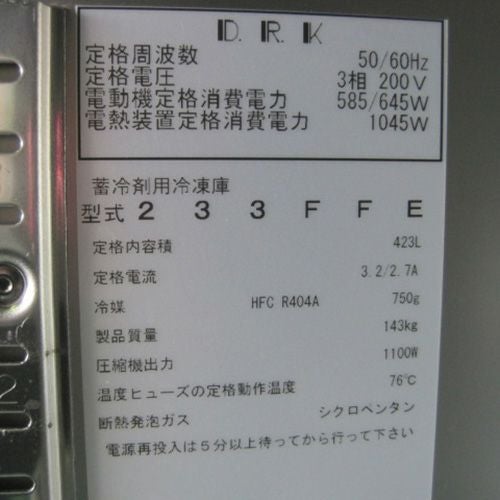 D. R. K
定格周波数 50/60Hz
定格電圧 3相 200V
電動機定格消費電力 585/645W
電熱装置定格消費電力 1045W
蓄冷剤用冷凍庫
型式 2 3 3 F F E
定格内容積 423L
定格電流 3.2/2.7A
冷媒 HFC R404A 750g
製品質量 143kg
圧縮機出力 1100W
温度ヒューズの定格動作温度 76℃
断熱発泡ガス シクロペンタン
電源再投入は5分以上待ってから行って下さい